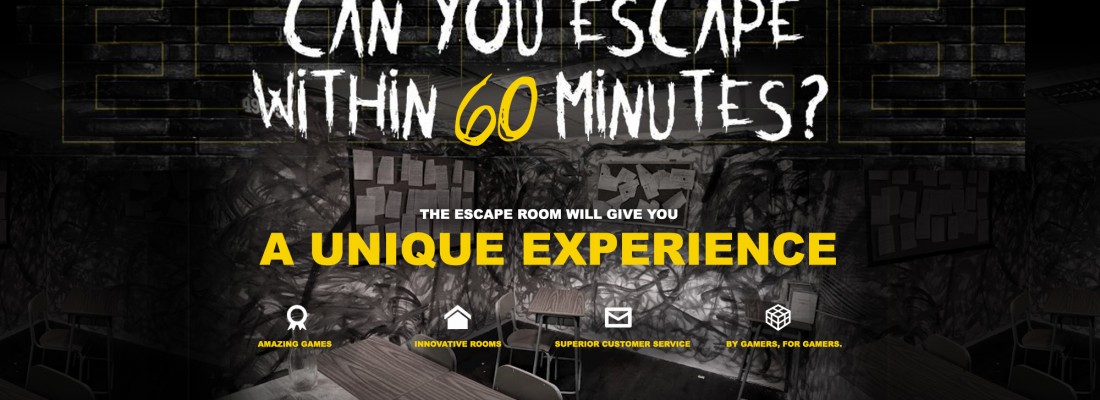 CAN YOU ESCAPE
WITHIN 60 MINUTES?
THE ESCAPE ROOM WILL GIVE YOU
A UNIQUE EXPERIENCE
AMAZING GAMES
INNOVATIVE ROOMS
SUPERIOR CUSTOMER SERVICE
BY GAMERS, FOR GAMERS.